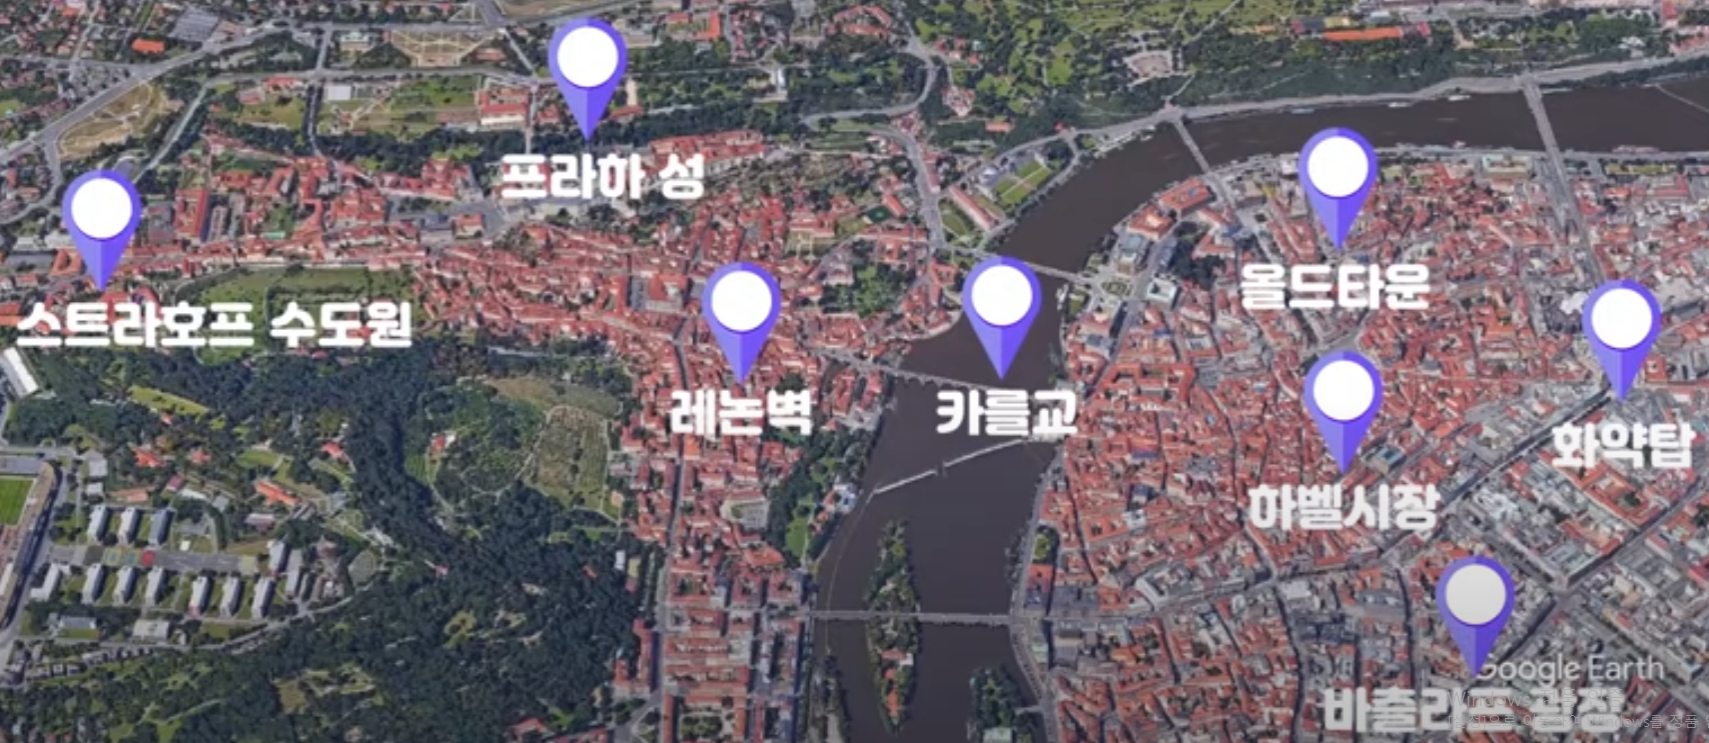 프라하 성
올드타운
스트라호프 수도원
레논벽
카를교
화약탑
하벨시장
Google Earth
바츨라프 광장
Windows